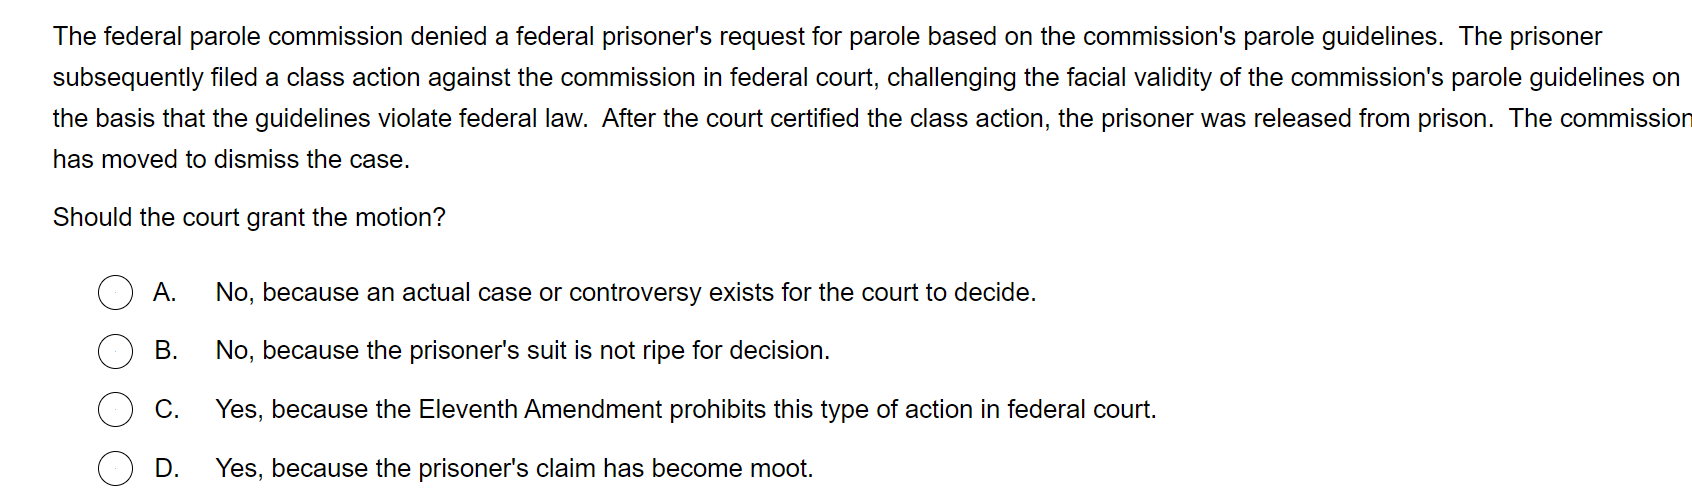 The federal parole commission denied a federal prisoner's request for parole based on the commission's parole guidelines.  The prisoner
subsequently filed a class action against the commission in federal court, challenging the facial validity of the commission's parole guidelines on
the basis that the guidelines violate federal law.  After the court certified the class action, the prisoner was released from prison.  The commission
has moved to dismiss the case.
Should the court grant the motion?
A. No, because an actual case or controversy exists for the court to decide.
B. No, because the prisoner's suit is not ripe for decision.
C. Yes, because the Eleventh Amendment prohibits this type of action in federal court.
D. Yes, because the prisoner's claim has become moot.